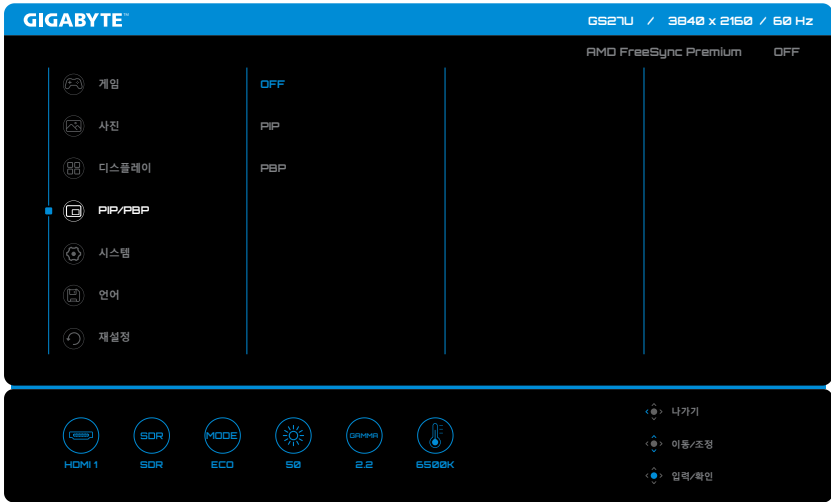 GIGABYTE™
GS27U / 3840 x 2160 / 60 Hz
AMD FreeSync Premium OFF
게임
사진
디스플레이
PIP/PBP
시스템
언어
재설정
OFF
PIP
PBP
SDR
MODE
GAMMA
HDMI 1
SDR
ECO
50
2.2
6500K
나가기
이동/조정
입력/확인